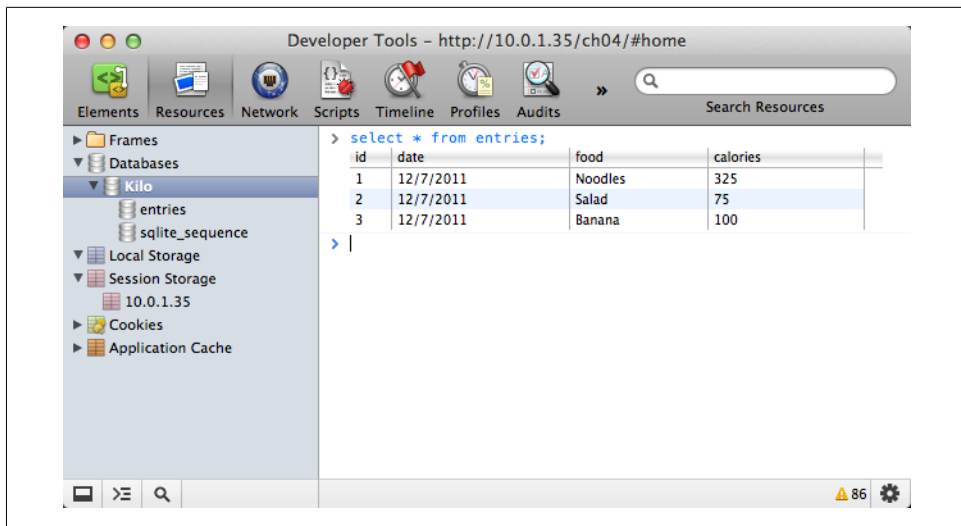 Developer Tools – http://10.0.1.35/ch04/#home
Elements Resources Network Scripts Timeline Profiles Audits » Search Resources
Frames
Databases
Kilo
entries
sqlite_sequence
Local Storage
Session Storage
10.0.1.35
Cookies
Application Cache
> select * from entries;
id date food calories
1 12/7/2011 Noodles 325
2 12/7/2011 Salad 75
3 12/7/2011 Banana 100
>
86